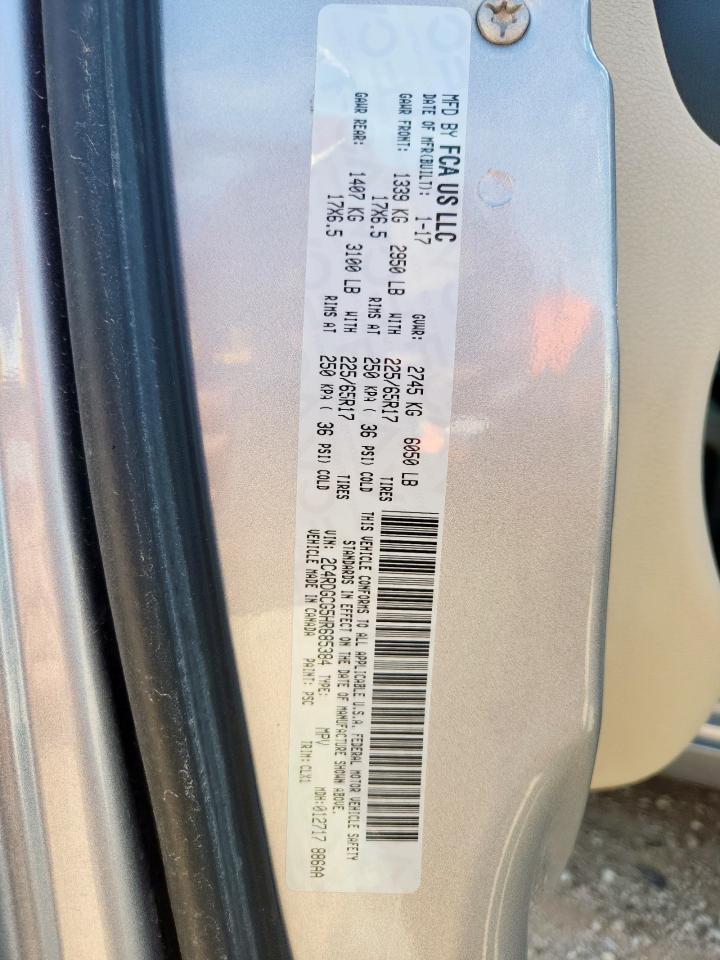 MFD BY FCA US LLC
DATE OF MFR(BUILT): 1-17 GVWR: 2745 KG 6050 LB
GAWR FRONT: 1339 KG 2950 LB WITH 225/65R17 TIRES
17X6.5 RIMS AT 250 KPA ( 36 PSI) COLD
GAWR REAR: 1407 KG 3100 LB WITH 225/65R17 TIRES
17X6.5 RIMS AT 250 KPA ( 36 PSI) COLD
THIS VEHICLE CONFORMS TO ALL APPLICABLE U.S.A. FEDERAL MOTOR VEHICLE SAFETY
STANDARDS IN EFFECT ON THE DATE OF MANUFACTURE SHOWN ABOVE.
VIN: 2C4RDGCG5HR685384 TYPE: MPV MDH:012717 886AA
VEHICLE MADE IN CANADA PAINT: PSC TRIM:CLX1